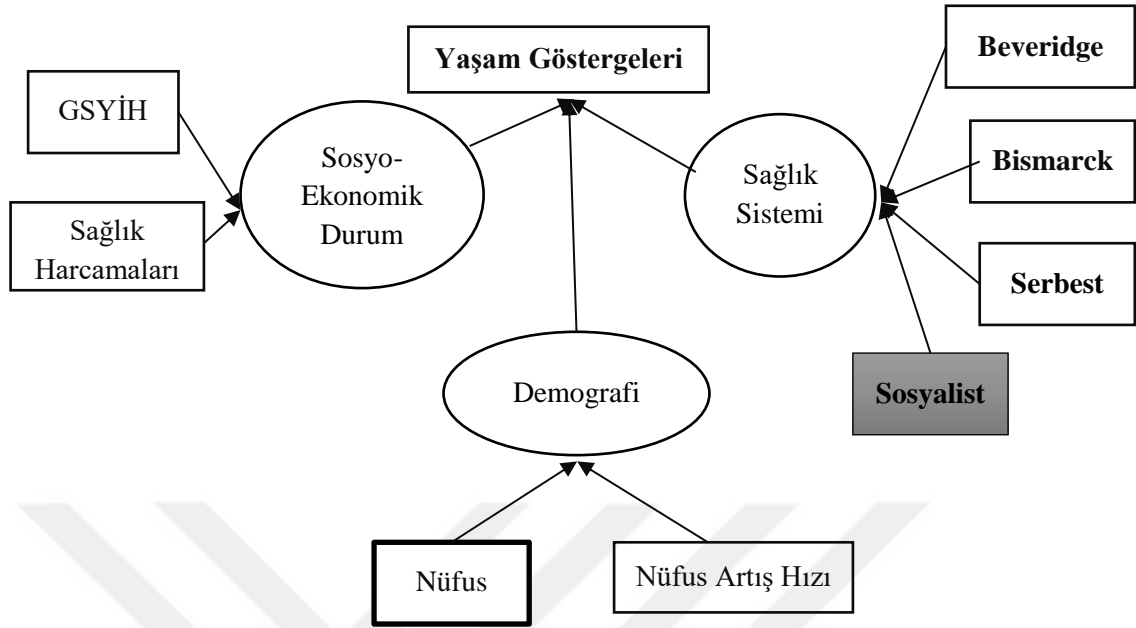 Yaşam Göstergeleri
Beveridge
GSYİH
Sosyo-
Ekonomik
Durum
Sağlık
Sistemi
Bismarck
Sağlık
Harcamaları
Serbest
Demografi
Sosyalist
Nüfus
Nüfus Artış Hızı